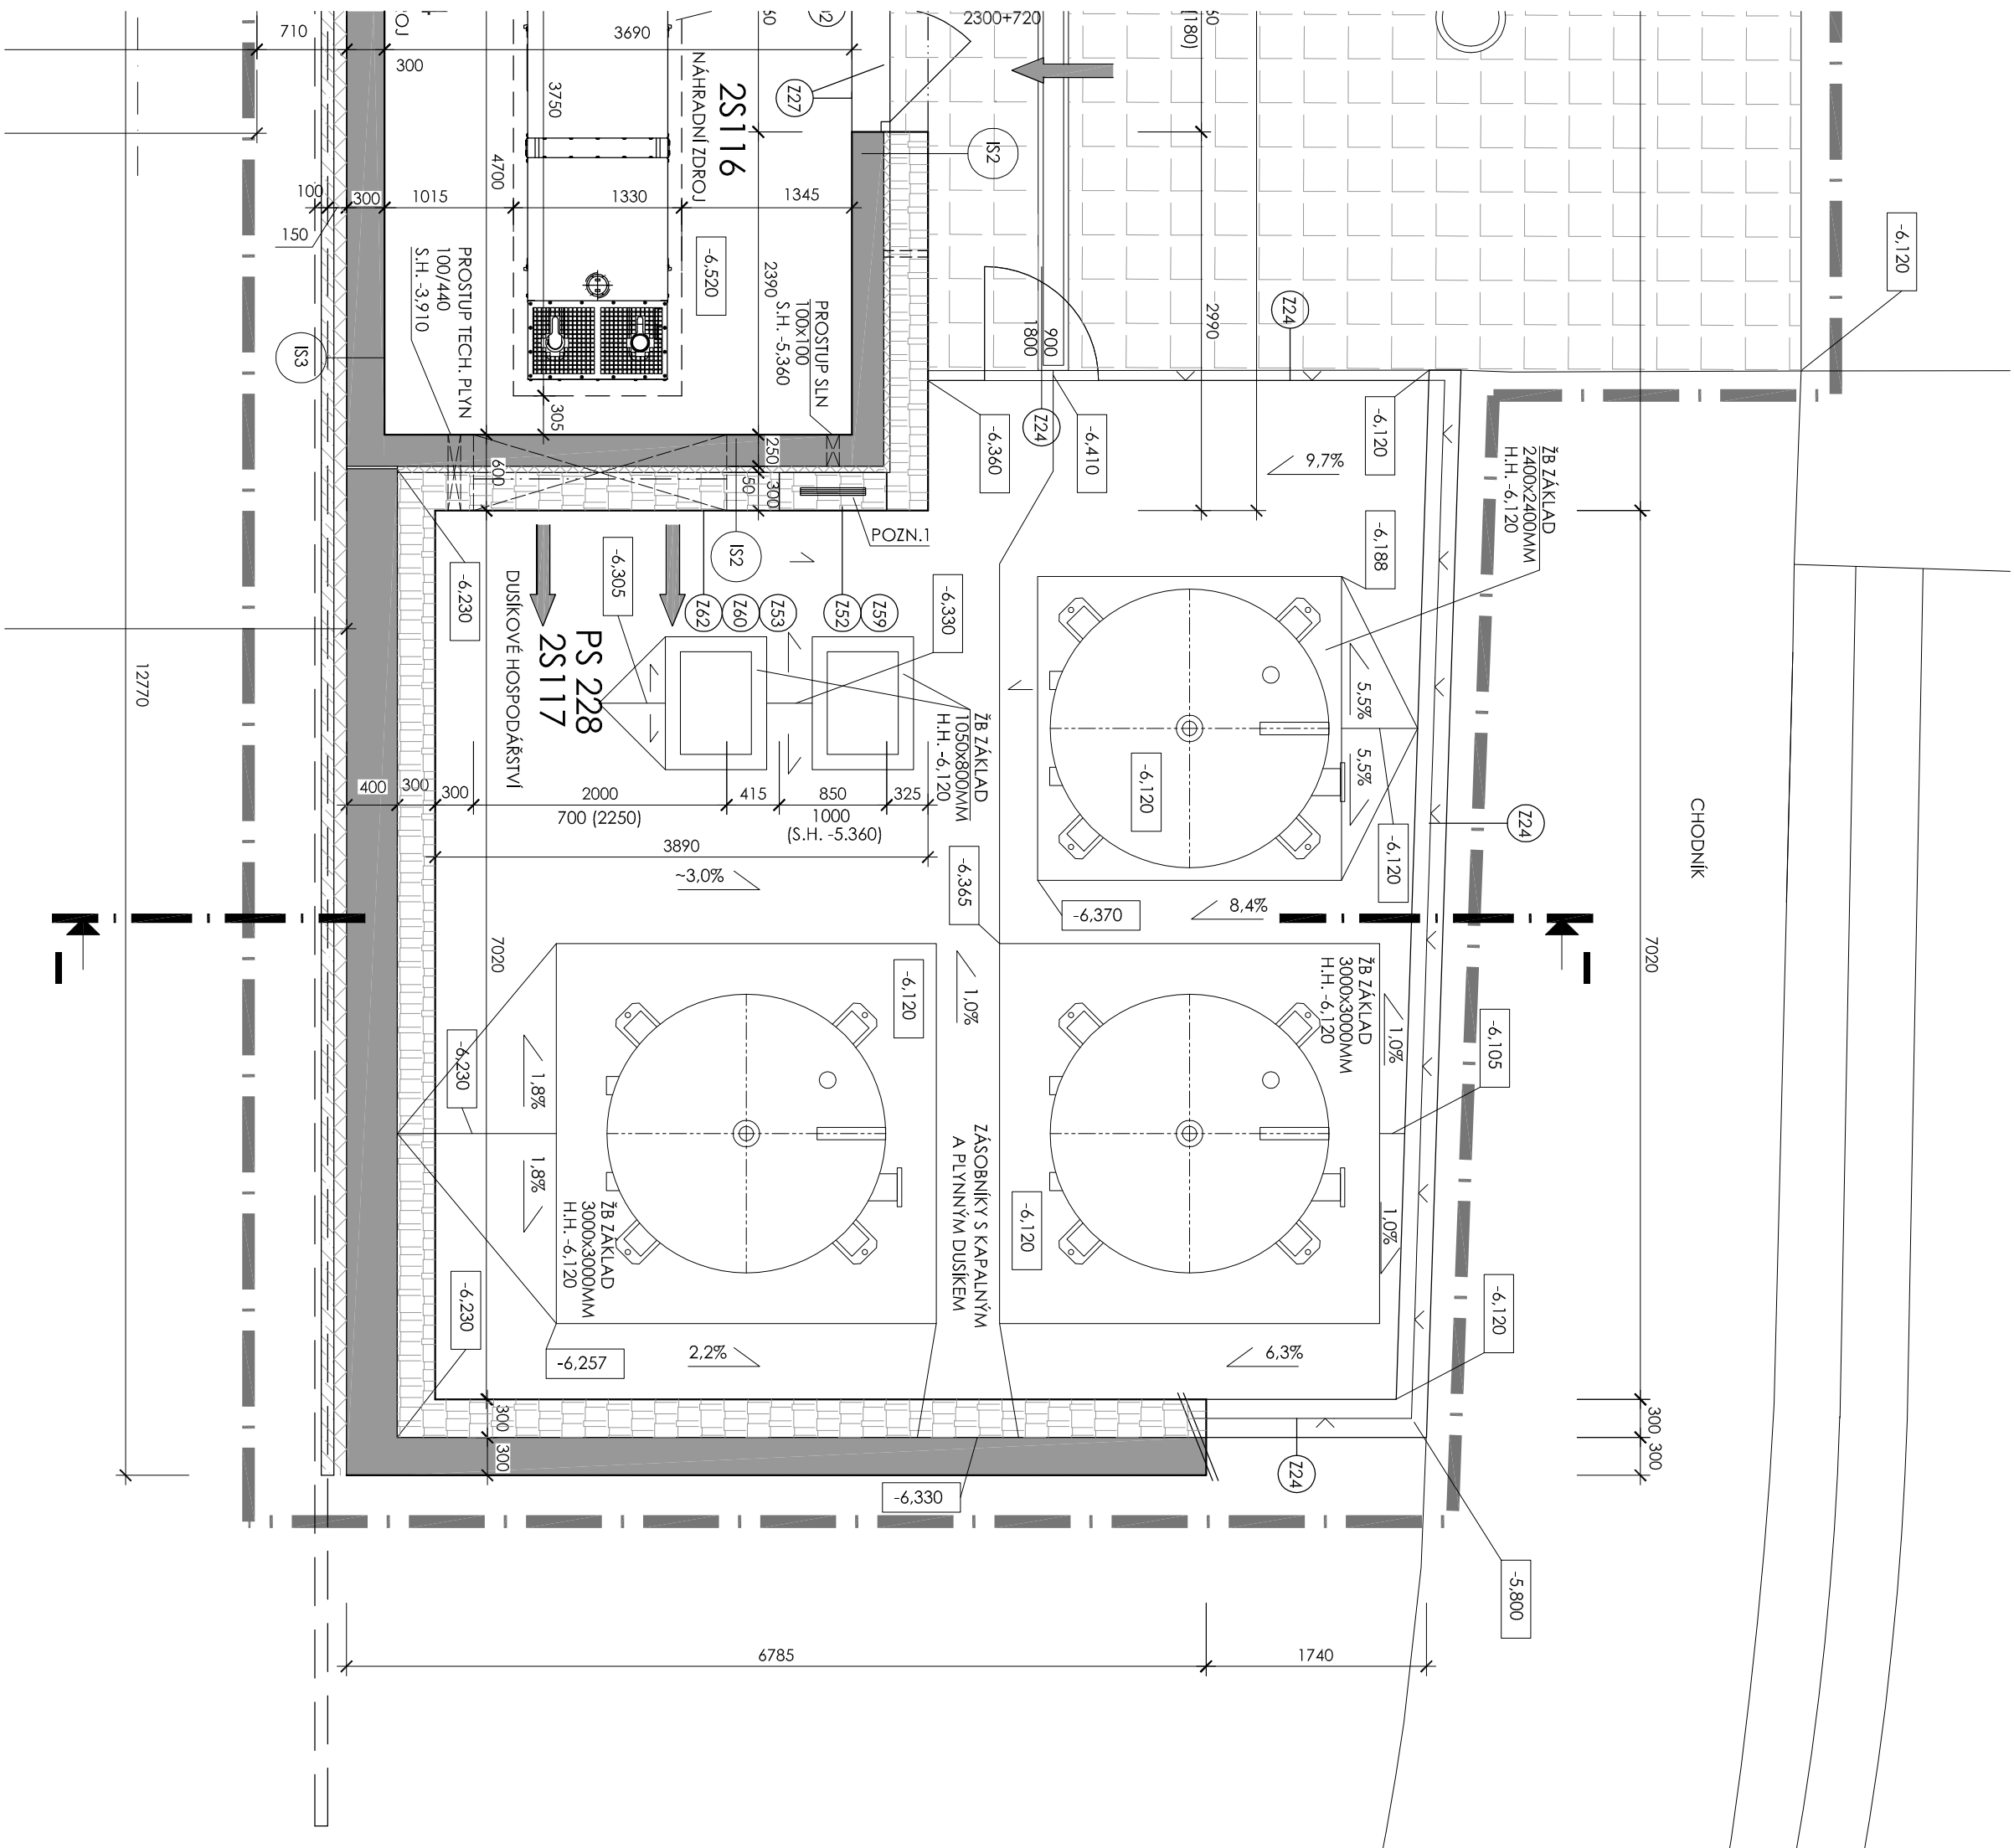 710
300
3690
3750
NÁHRADNÍ ZDROJ
2S116
Z27
2300+720
(180)
IS2
-6,120
100
300
1015
4700
1330
1345
150
-6,520
2390
PROSTUP TECH. PLYN
100/440
S.H. -3,910
PROSTUP SLN
100x100
S.H. -5,360
900
1800
2990
Z24
IS3
305
600
250
50
300
-6,360
Z24
-6,410
-6,120
9,7%
ŽB ZÁKLAD
2400x2400MM
H.H. -6,120
POZN.1
-6,188
-6,230
-6,305
IS2
Z62
Z60
Z53
Z52
Z59
-6,330
DUSÍKOVÉ HOSPODÁŘSTVÍ
PS 228
2S117
12770
ŽB ZÁKLAD
1050x800MM
H.H. -6,120
5,5%
5,5%
-6,120
-6,120
Z24
CHODNÍK
400
300
300
2000
700 (2250)
415
850
1000
(S.H. -5.360)
325
3890
~3,0%
-6,365
-6,370
8,4%
I
7020
-6,120
1,0%
ŽB ZÁKLAD
3000x3000MM
H.H. -6,120
1,0%
I
7020
-6,105
-6,230
1,8%
1,8%
ZÁSOBNÍKY S KAPALNÝM
A PLYNNÝM DUSÍKEM
-6,120
1,0%
-6,120
-6,230
ŽB ZÁKLAD
3000x3000MM
H.H. -6,120
-6,257
2,2%
6,3%
300
300
300
300
-6,330
Z24
-5,800
6785
1740